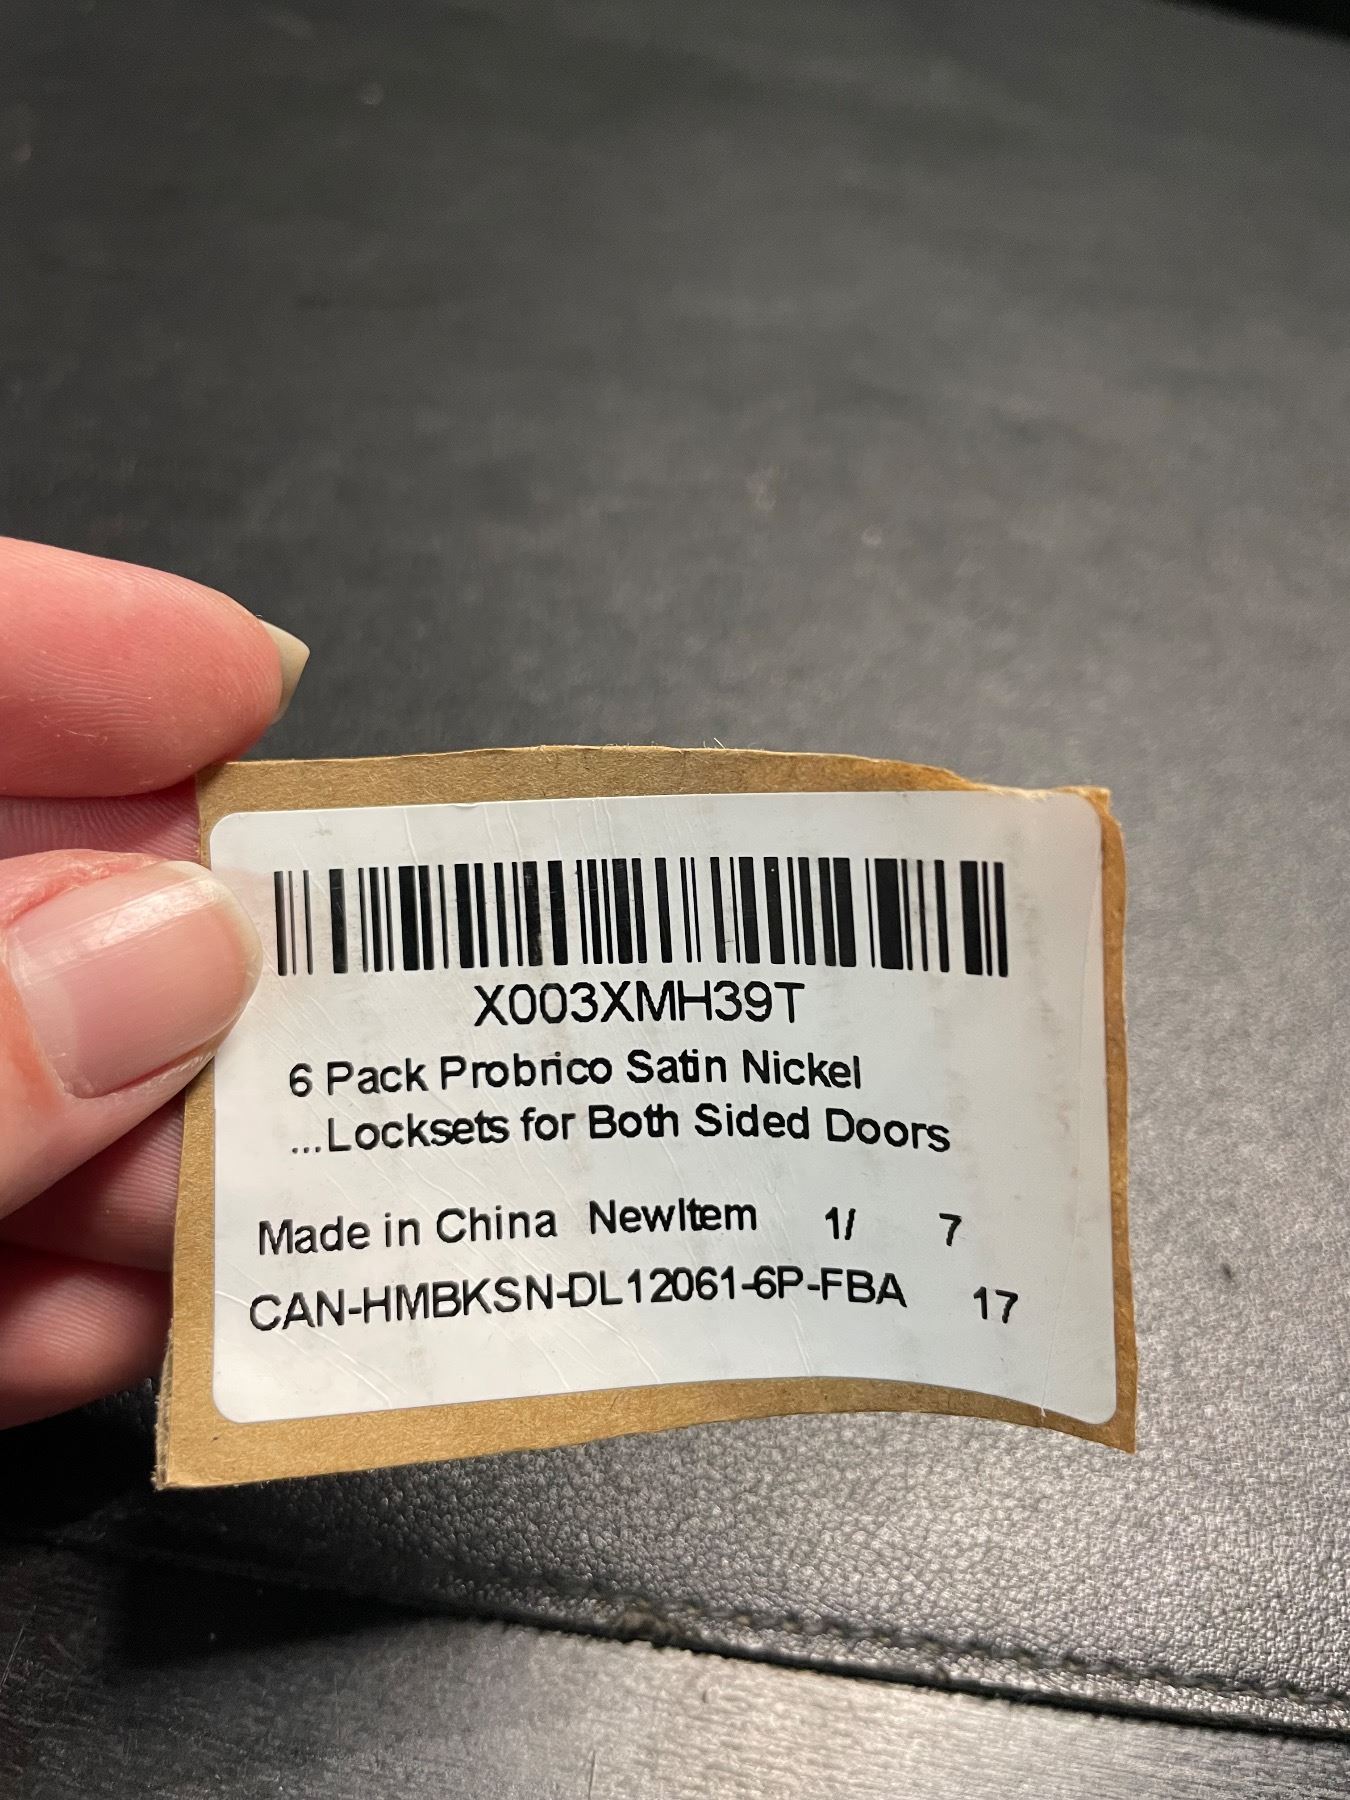 X003XMH39T
6 Pack Probrico Satin Nickel
...Locksets for Both Sided Doors
Made in China NewItem 1/ 7
CAN-HMBKSN-DL12061-6P-FBA 17